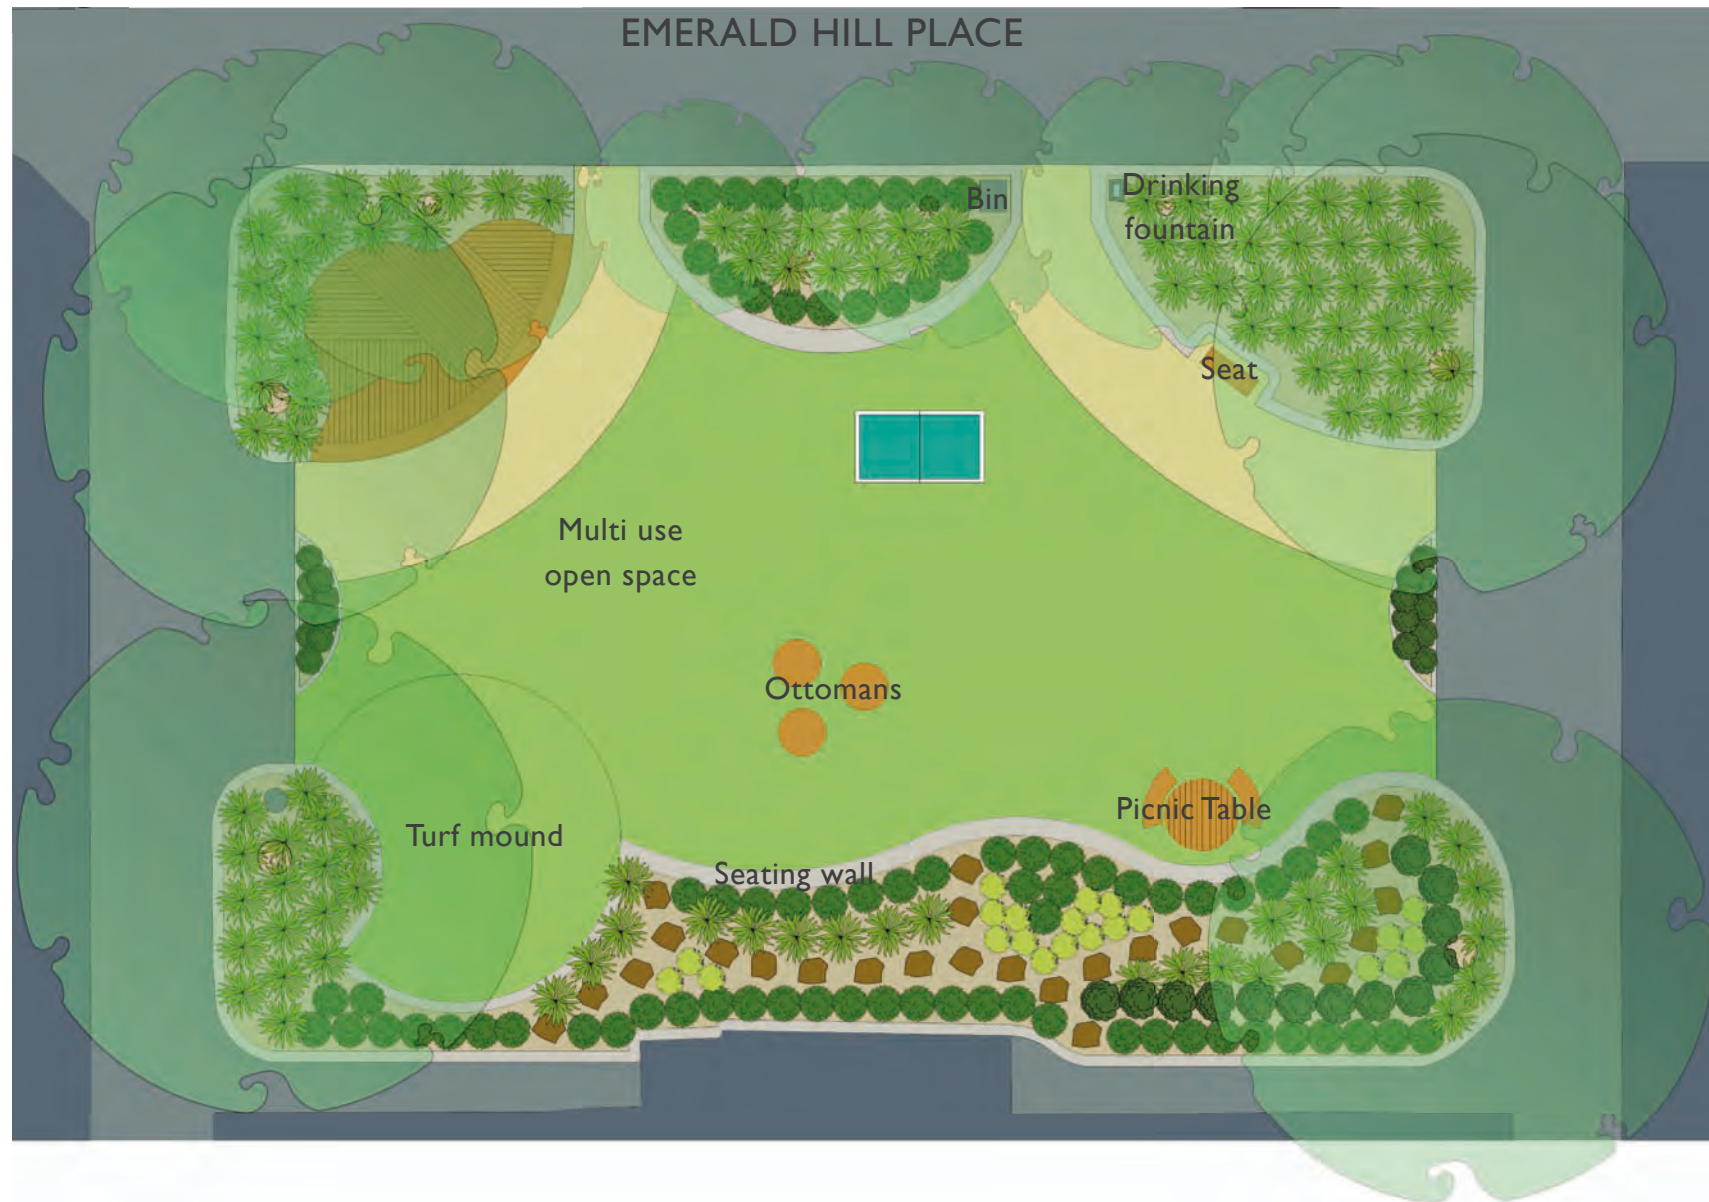 EMERALD HILL PLACE
Bin
Drinking
fountain
Seat
Multi use
open space
Ottomans
Picnic Table
Turf mound
Seating wall